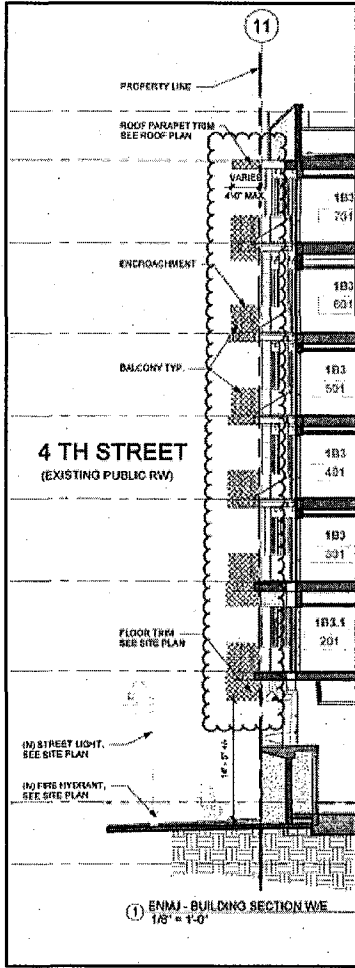 11
PROPERTY LINE
ROOF PARAPET TRIM
SEE ROOF PLAN
VARIES
4'-0" MAX
1B3
701
ENCROACHMENT
1B3
601
BALCONY TYP.
1B3
501
4 TH STREET
(EXISTING PUBLIC RW)
1B3
401
1B3
301
FLOOR TRIM
SEE SITE PLAN
1B3.1
201
(N) STREET LIGHT,
SEE SITE PLAN
(N) FIRE HYDRANT,
SEE SITE PLAN
1 ENMJ - BUILDING SECTION W/E
1/8" = 1'-0"